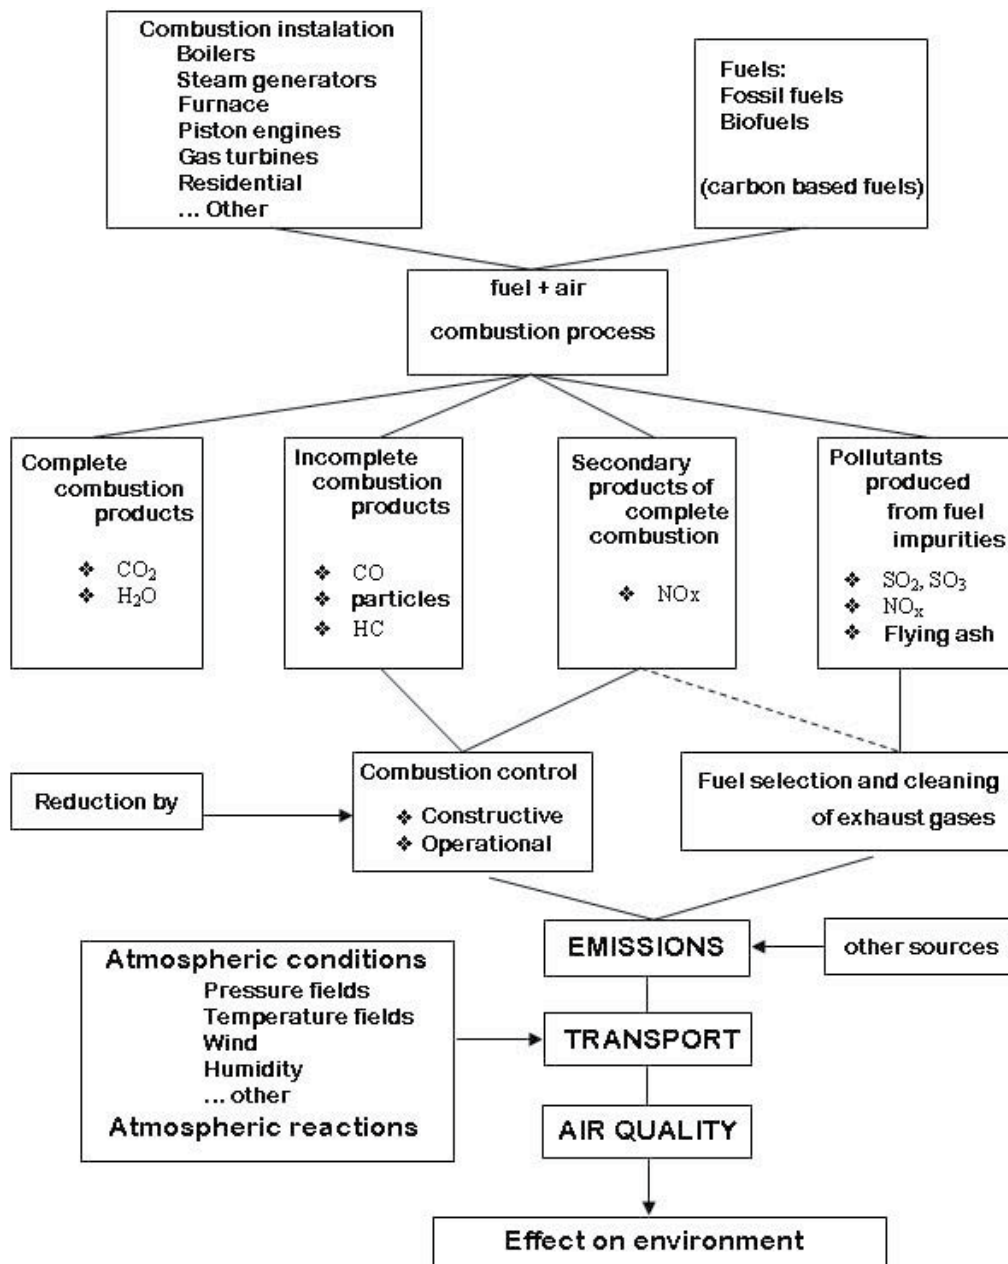 Combustion instalation
Boilers
Steam generators
Furnace
Piston engines
Gas turbines
Residential
... Other
Fuels:
Fossil fuels
Biofuels
(carbon based fuels)
fuel + air
combustion process
Complete
combustion
products
❖ CO₂
❖ H₂O
Incomplete
combustion
products
❖ CO
❖ particles
❖ HC
Secondary
products of
complete
combustion
❖ NOx
Pollutants
produced
from fuel
impurities
❖ SO₂, SO₃
❖ NOₓ
❖ Flying ash
Reduction by
Combustion control
❖ Constructive
❖ Operational
Fuel selection and cleaning
of exhaust gases
EMISSIONS
other sources
Atmospheric conditions
Pressure fields
Temperature fields
Wind
Humidity
... other
Atmospheric reactions
TRANSPORT
AIR QUALITY
Effect on environment